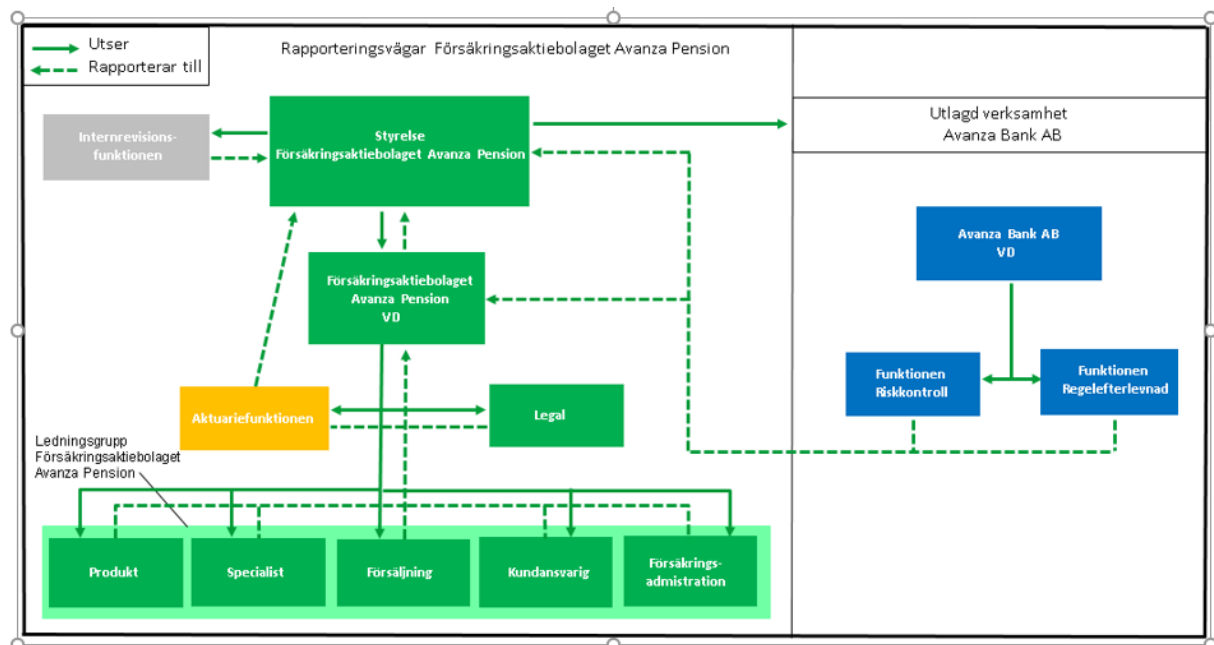 Utser
Rapporterar till
Rapporteringsvägar Försäkringsaktiebolaget Avanza Pension
Utlagd verksamhet
Avanza Bank AB
Internrevisions-
funktionen
Styrelse
Försäkringsaktiebolaget Avanza Pension
Avanza Bank AB
VD
Försäkringsaktiebolaget
Avanza Pension
VD
Funktionen
Riskkontroll
Funktionen
Regelefterlevnad
Aktuariefunktionen
Legal
Ledningsgrupp
Försäkringsaktiebolaget
Avanza Pension
Produkt
Specialist
Försäljning
Kundansvarig
Försäkrings-
admistration